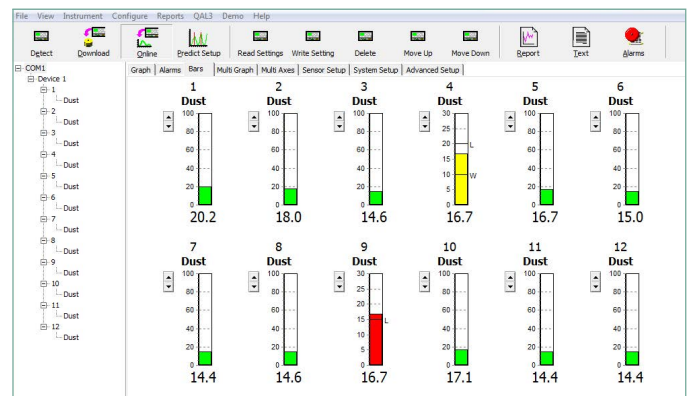 File View Instrument Configure Reports QAL3 Demo Help
Detect Download Online Predict Setup Read Settings Write Setting Delete Move Up Move Down Report Text Alarms
COM1
Device 1
1
Dust
2
Dust
3
Dust
4
Dust
5
Dust
6
Dust
7
Dust
8
Dust
9
Dust
10
Dust
11
Dust
12
Dust
Graph Alarms Bars Multi Graph Multi Axes Sensor Setup System Setup Advanced Setup
1 2 3 4 5 6
Dust Dust Dust Dust Dust Dust
100 100 100 30 100 100
25
80 80 80 80 80
20 L
60 60 60 60 60
15
40 40 40 40 40
10 W
20 20 20 20 20
5
0 0 0 0 0 0
20.2 18.0 14.6 16.7 16.7 15.0
7 8 9 10 11 12
Dust Dust Dust Dust Dust Dust
100 100 30 100 100 100
25
80 80 80 80 80
20
60 60 60 60 60
15 L
40 40 40 40 40
10
20 20 20 20 20
5
0 0 0 0 0 0
14.4 14.6 16.7 17.1 14.4 14.4